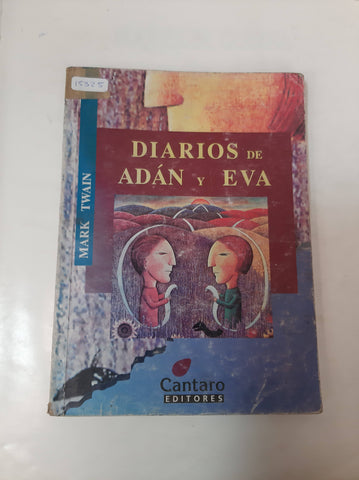 15325
DIARIOS DE
ADÁN Y EVA
MARK TWAIN
Cantaro
EDITORES